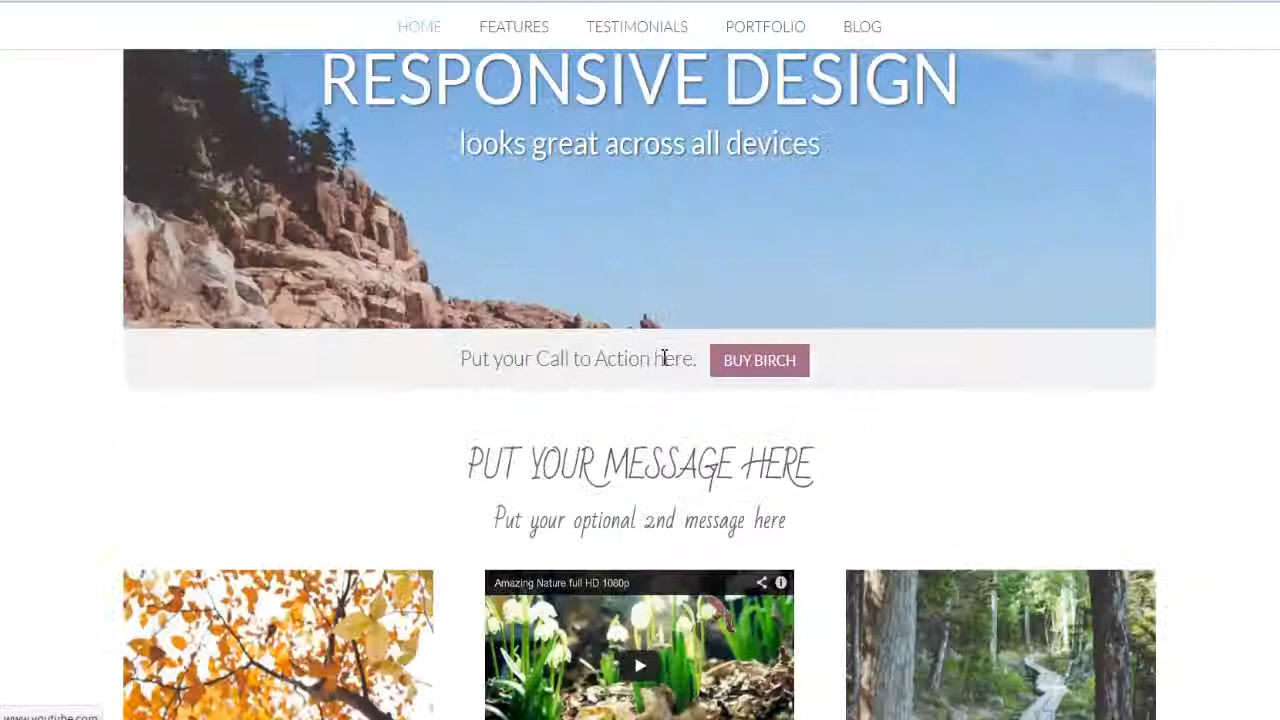 HOME FEATURES TESTIMONIALS PORTFOLIO BLOG
RESPONSIVE DESIGN
looks great across all devices
Put your Call to Action here. BUY BIRCH
PUT YOUR MESSAGE HERE
Put your optional 2nd message here
Amazing Nature full HD 1080p
www.youtube.com